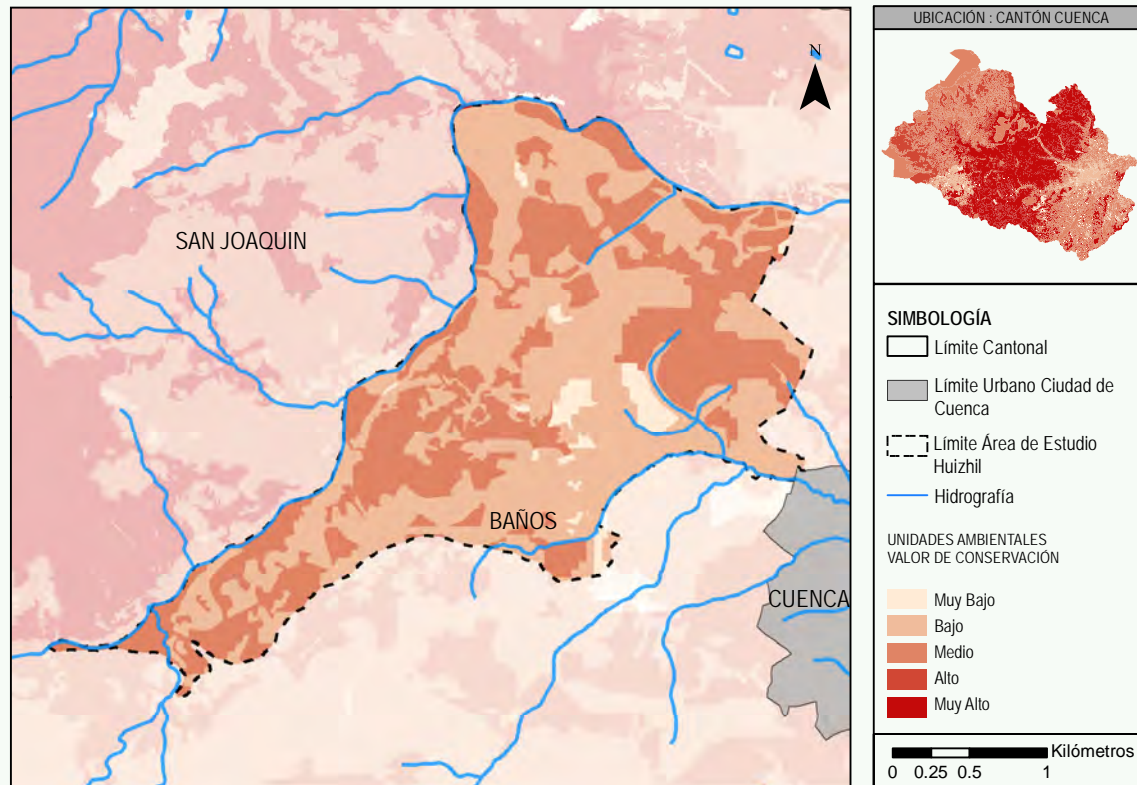 N
SAN JOAQUIN
BAÑOS
CUENCA
UBICACIÓN : CANTÓN CUENCA
SIMBOLOGÍA
Límite Cantonal
Límite Urbano Ciudad de
Cuenca
Límite Área de Estudio
Huizhil
Hidrografía
UNIDADES AMBIENTALES
VALOR DE CONSERVACIÓN
Muy Bajo
Bajo
Medio
Alto
Muy Alto
Kilómetros
0 0.25 0.5 1